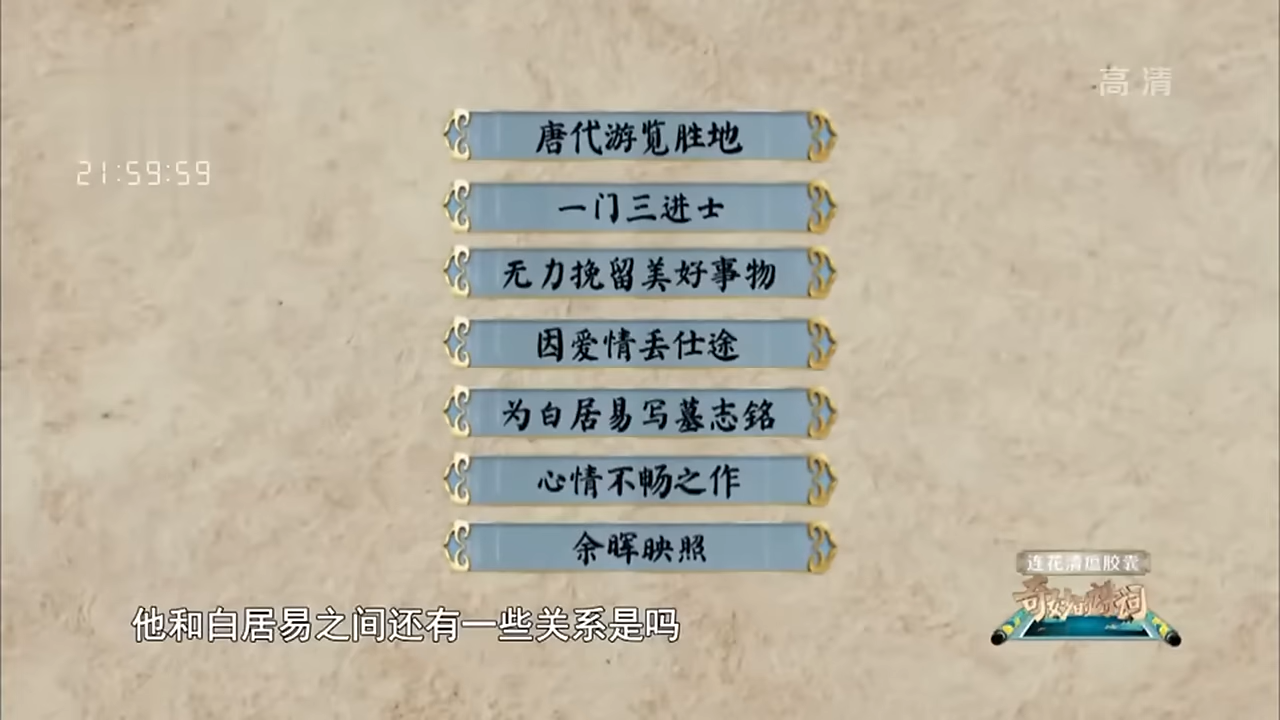 高清
唐代游览胜地
21:59:59
一门三进士
无力挽留美好事物
因爱情丢仕途
为白居易写墓志铭
心情不畅之作
余晖映照
连花清瘟胶囊
奇妙的诗词
他和白居易之间还有一些关系是吗